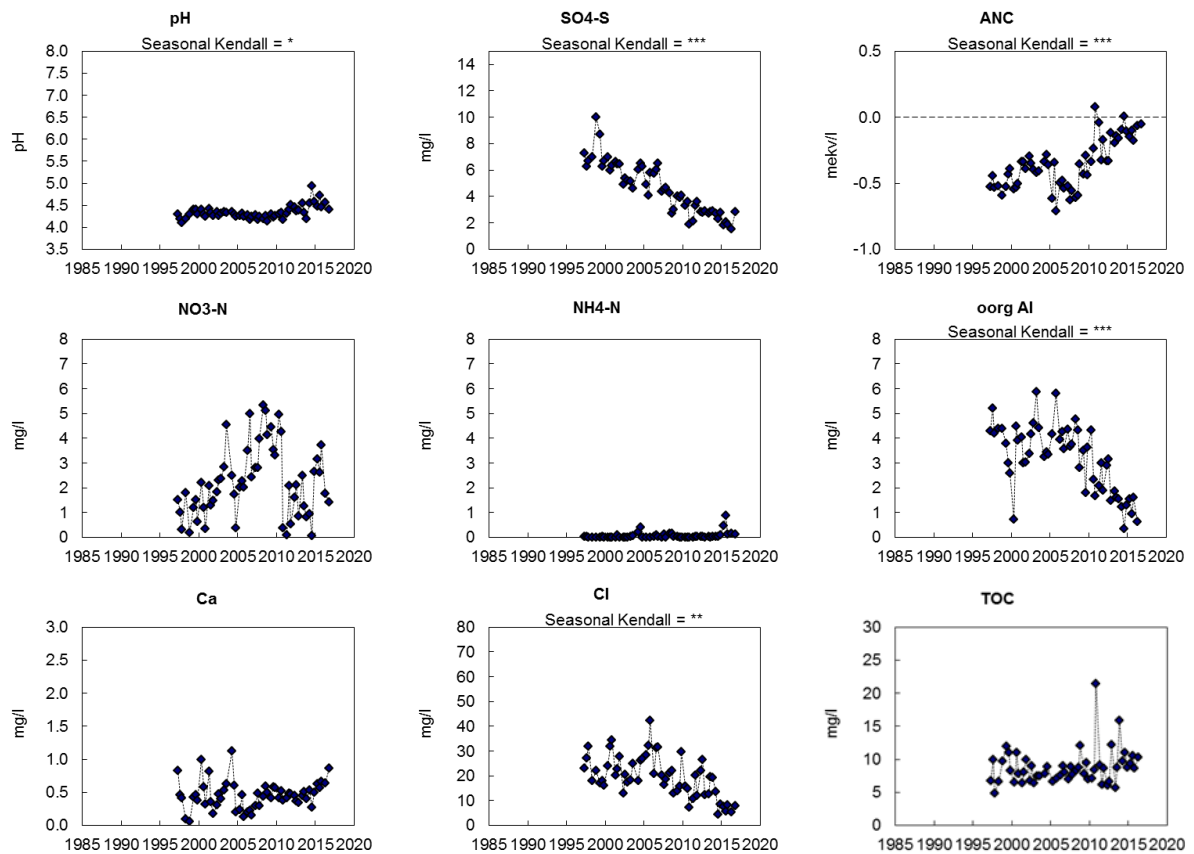 pH SO4-S ANC
Seasonal Kendall = * Seasonal Kendall = *** Seasonal Kendall = ***
8.0 14 0.5
7.5 12
7.0 10 0.0
6.5 8
6.0 6 -0.5
5.5 4
5.0 2 -1.0
4.5 0
4.0
3.5
pH mg/l mekv/l
1985 1990 1995 2000 2005 2010 2015 2020 1985 1990 1995 2000 2005 2010 2015 2020 1985 1990 1995 2000 2005 2010 2015 2020
NO3-N NH4-N oorg Al
Seasonal Kendall = ***
8 8 8
7 7 7
6 6 6
5 5 5
4 4 4
3 3 3
2 2 2
1 1 1
0 0 0
mg/l mg/l mg/l
1985 1990 1995 2000 2005 2010 2015 2020 1985 1990 1995 2000 2005 2010 2015 2020 1985 1990 1995 2000 2005 2010 2015 2020
Ca Cl TOC
Seasonal Kendall = **
3.0 80 30
2.5 70 25
2.0 60 20
1.5 50 15
1.0 40 10
0.5 30 5
0.0 20 0
10
0
mg/l mg/l mg/l
1985 1990 1995 2000 2005 2010 2015 2020 1985 1990 1995 2000 2005 2010 2015 2020 1985 1990 1995 2000 2005 2010 2015 2020